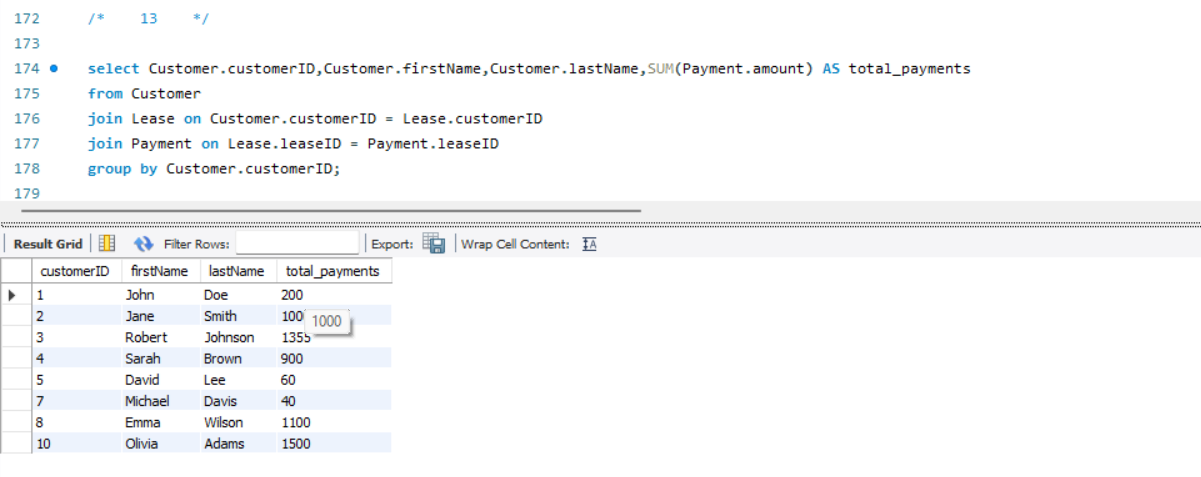 172 /* 13 */
173
174 select Customer.customerID,Customer.firstName,Customer.lastName,SUM(Payment.amount) AS total_payments
175 from Customer
176 join Lease on Customer.customerID = Lease.customerID
177 join Payment on Lease.leaseID = Payment.leaseID
178 group by Customer.customerID;
179
Result Grid Filter Rows: Export: Wrap Cell Content: IA
customerID firstName lastName total_payments
1 John Doe 200
2 Jane Smith 100 1000
3 Robert Johnson 1355
4 Sarah Brown 900
5 David Lee 60
7 Michael Davis 40
8 Emma Wilson 1100
10 Olivia Adams 1500